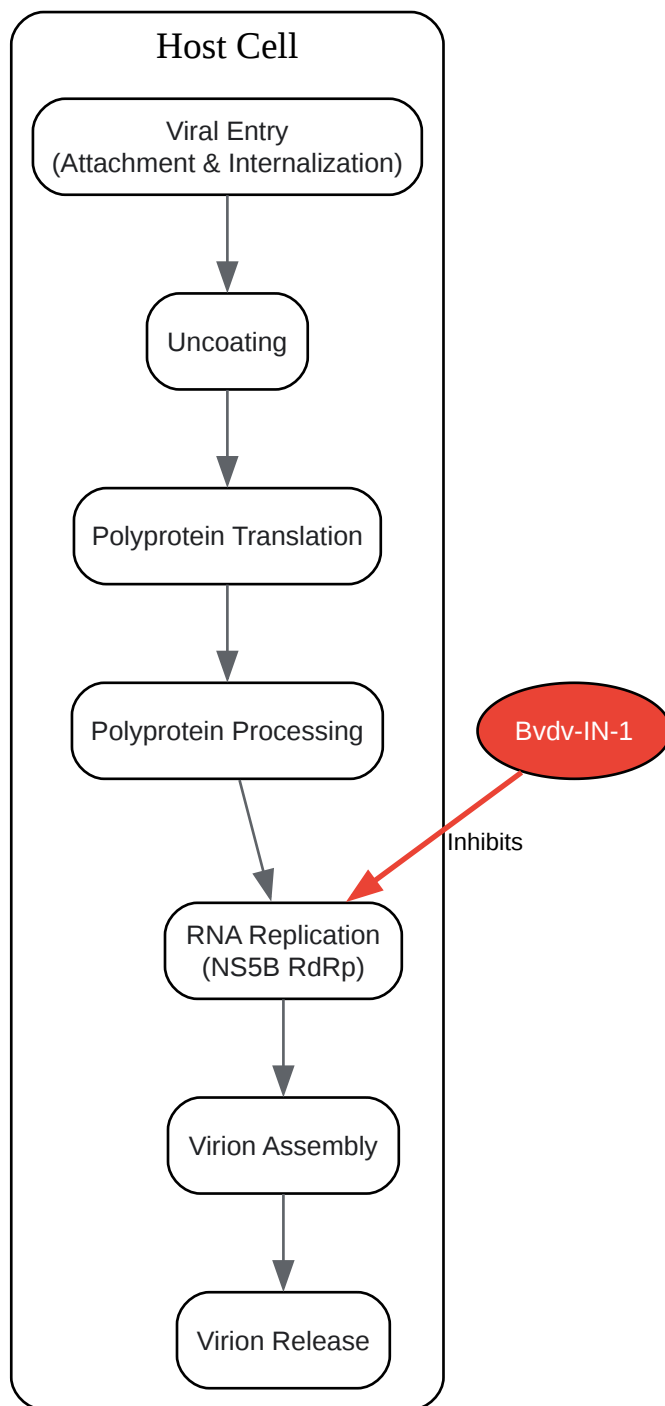 Host Cell
Viral Entry
(Attachment & Internalization)
Uncoating
Polyprotein Translation
Polyprotein Processing
Bvdv-IN-1
Inhibits
RNA Replication
(NS5B RdRp)
Virion Assembly
Virion Release